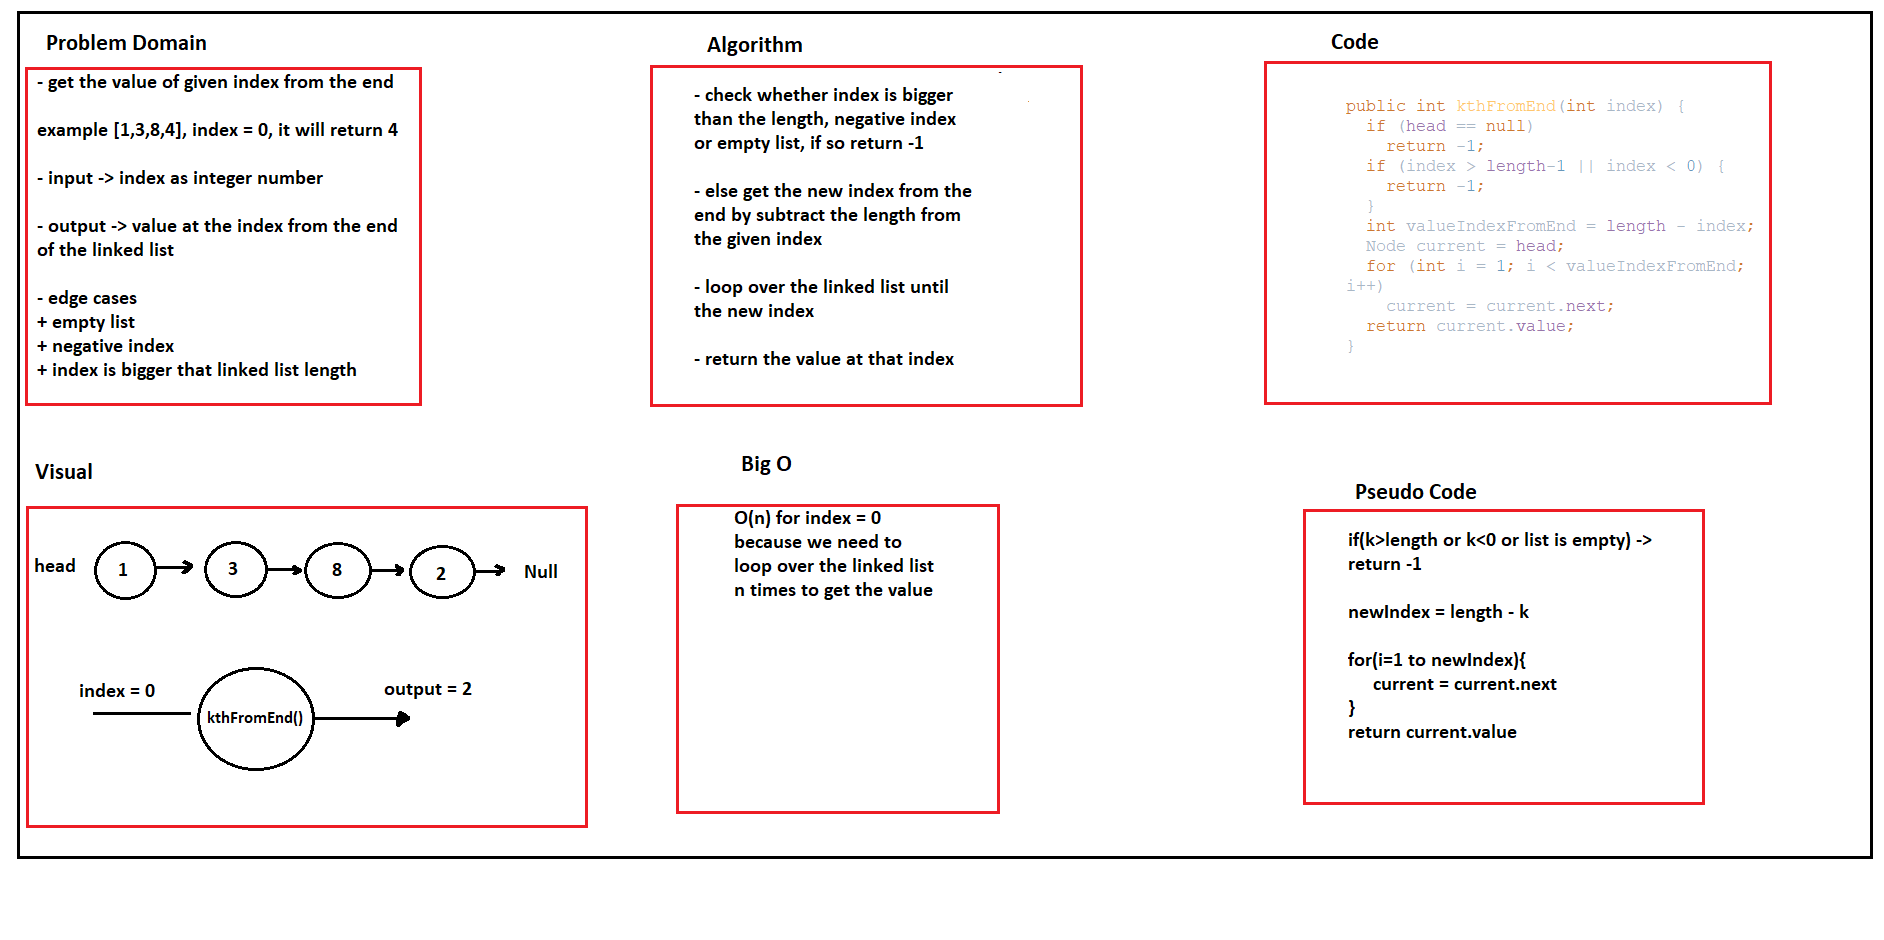 Problem Domain
- get the value of given index from the end
example [1,3,8,4], index = 0, it will return 4
- input -> index as integer number
- output -> value at the index from the end
of the linked list
- edge cases
+ empty list
+ negative index
+ index is bigger that linked list length
Algorithm
- check whether index is bigger
than the length, negative index
or empty list, if so return -1
- else get the new index from the
end by subtract the length from
the given index
- loop over the linked list until
the new index
- return the value at that index
Code
public int kthFromEnd(int index) {
if (head == null)
return -1;
if (index > length-1 || index < 0) {
return -1;
}
int valueIndexFromEnd = length - index;
Node current = head;
for (int i = 1; i < valueIndexFromEnd;
i++)
current = current.next;
return current.value;
}
Visual
head 1 3 8 2 Null
index = 0 kthFromEnd() output = 2
Big O
O(n) for index = 0
because we need to
loop over the linked list
n times to get the value
Pseudo Code
if(k>length or k<0 or list is empty) ->
return -1
newIndex = length - k
for(i=1 to newIndex){
current = current.next
}
return current.value